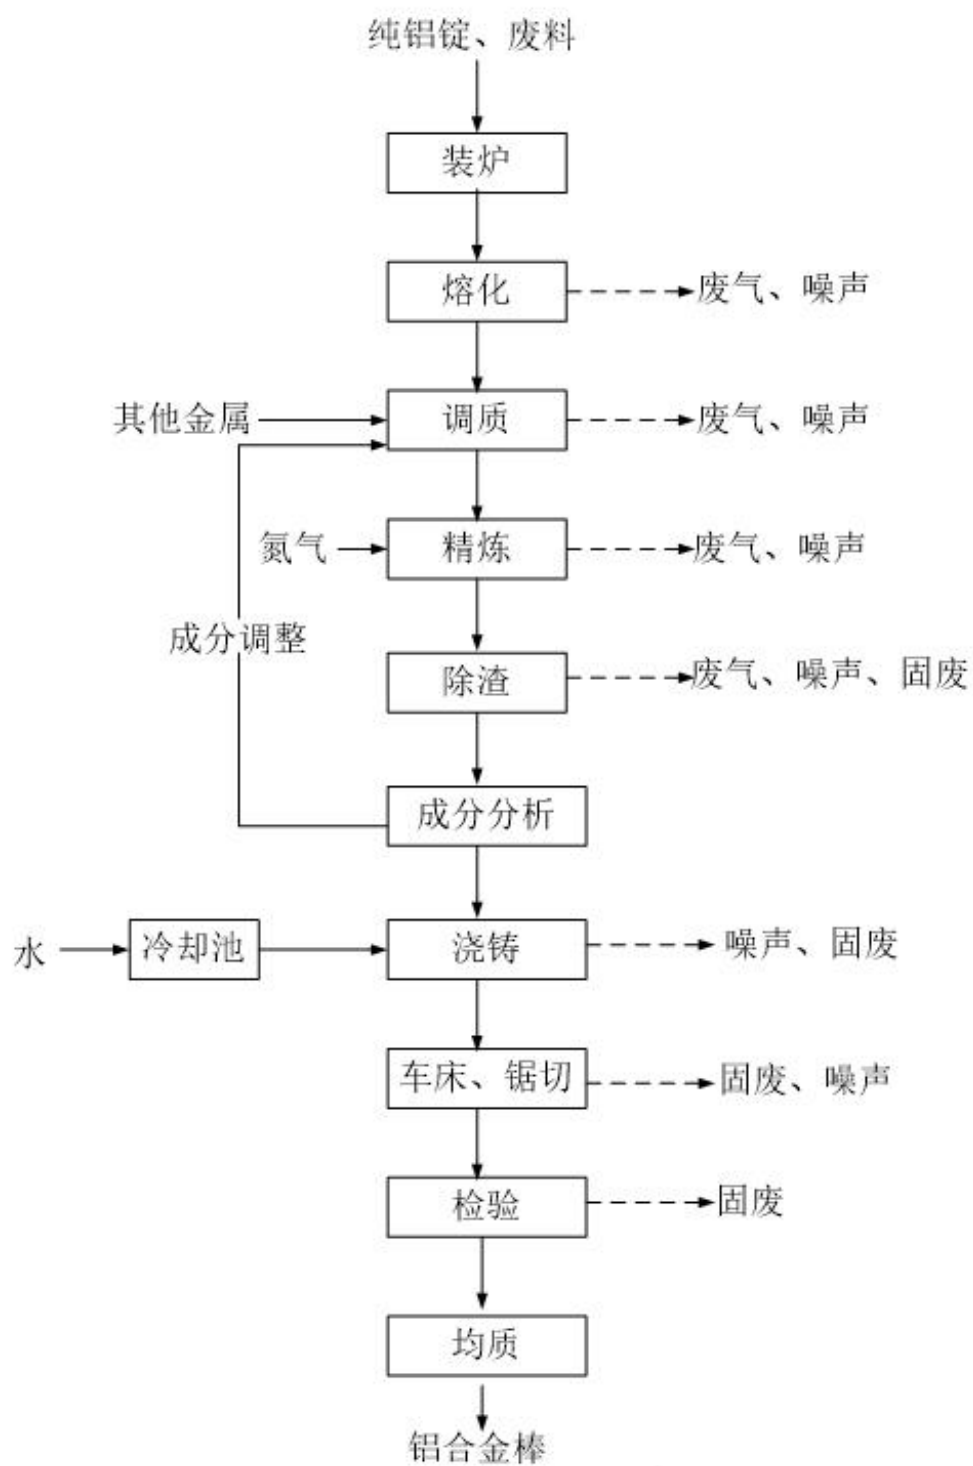 纯铝锭、废料
装炉
熔化
废气、噪声
其他金属
调质
废气、噪声
氮气
精炼
废气、噪声
成分调整
除渣
废气、噪声、固废
成分分析
水
冷却池
浇铸
噪声、固废
车床、锯切
固废、噪声
检验
固废
均质
铝合金棒